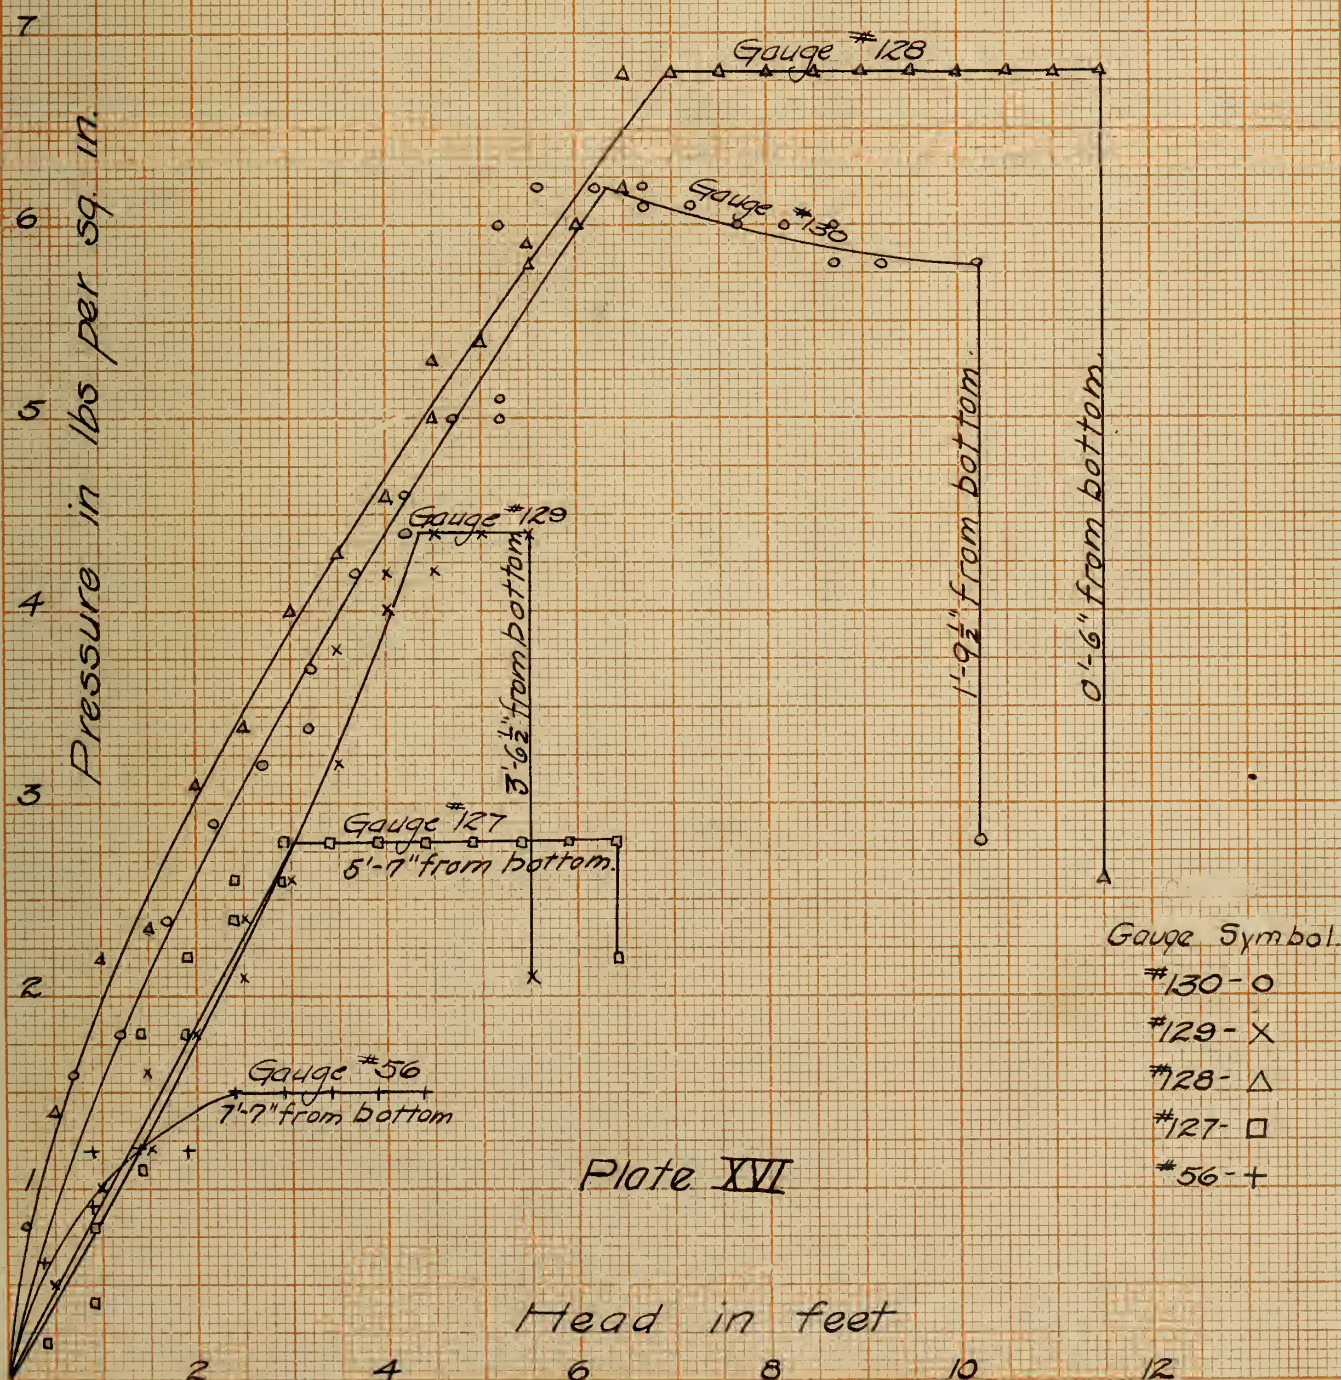 7
6
5
4
3
2
1
Pressure in lbs per sq. in.
Gauge #128
Gauge #130
Gauge #129
3'-6½" from bottom
1'-9½" from bottom.
0'-6" from bottom.
Gauge #127
5'-7" from bottom.
Gauge #56
7'-7" from bottom
Gauge Symbol.
#130 - O
#129 - X
#128 - △
#127 - □
#56 - +
Plate XVI
Head in feet
2 4 6 8 10 12